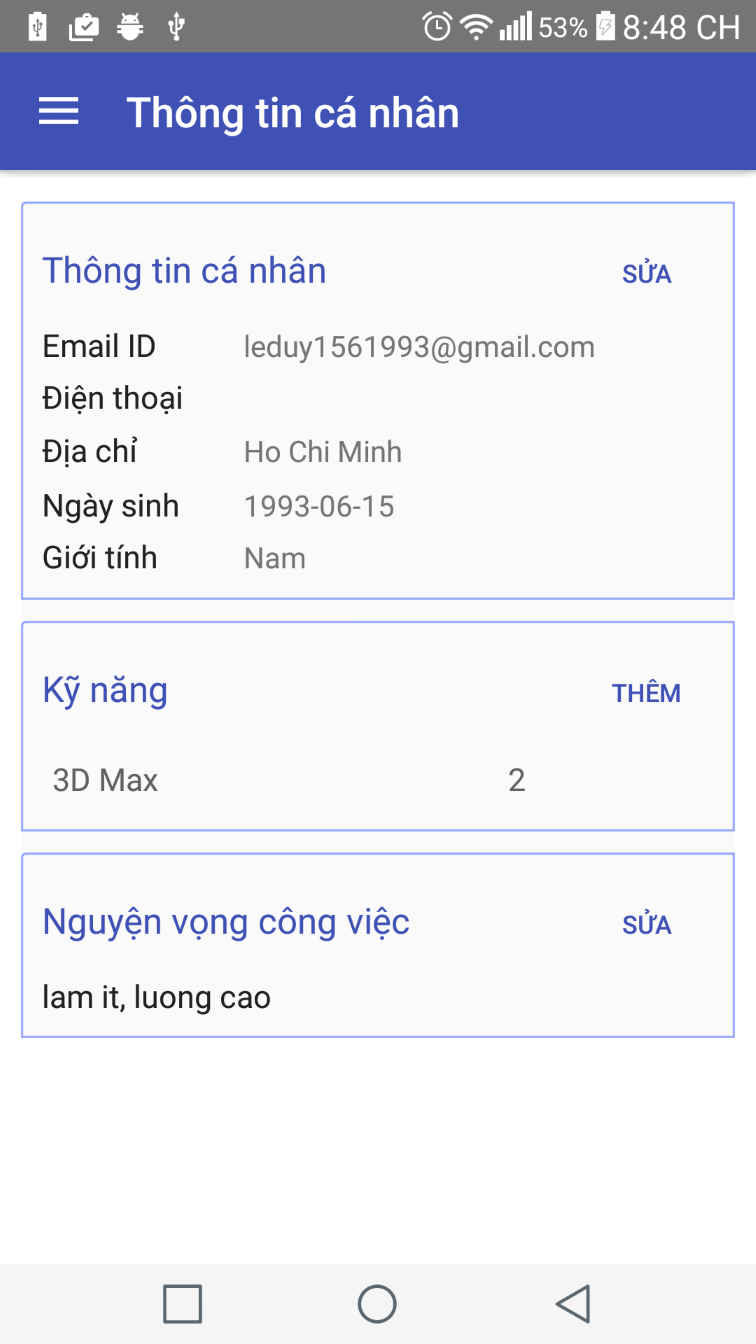 53% 8:48 CH
Thông tin cá nhân
Thông tin cá nhân SỬA
Email ID leduy1561993@gmail.com
Điện thoại
Địa chỉ Ho Chi Minh
Ngày sinh 1993-06-15
Giới tính Nam
Kỹ năng THÊM
3D Max 2
Nguyện vọng công việc SỬA
lam it, luong cao